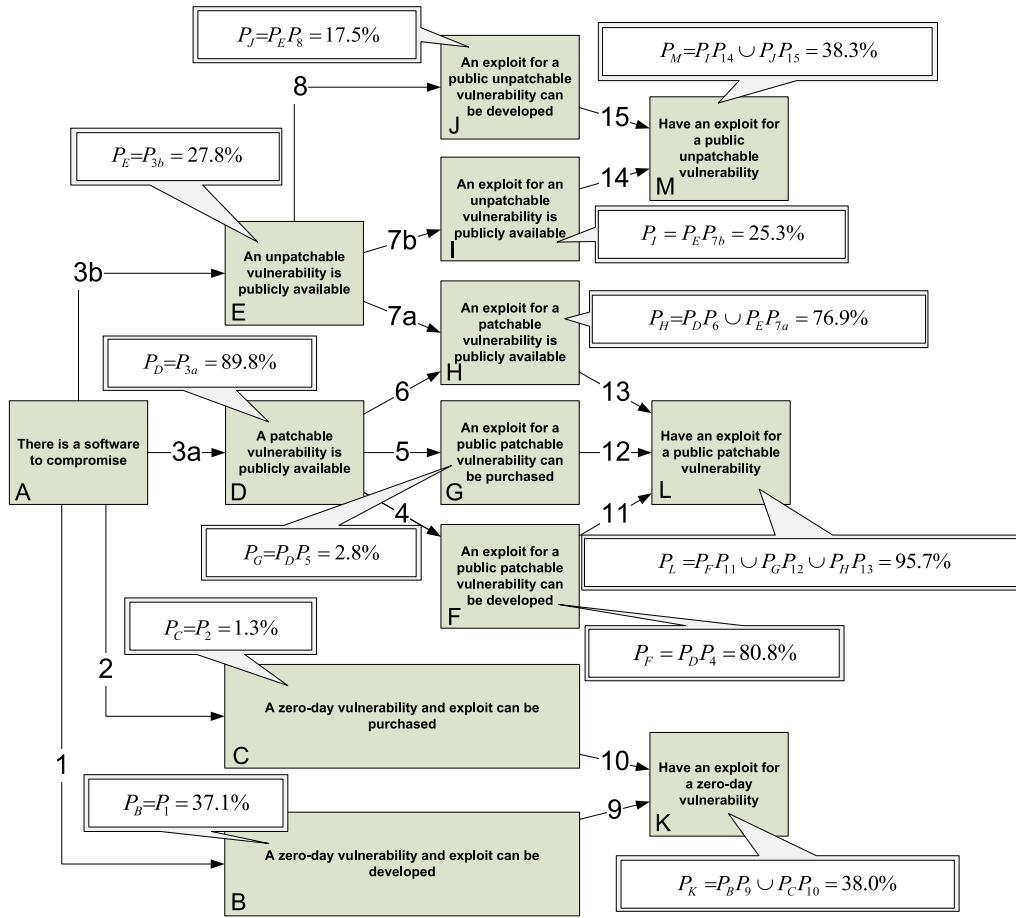 P_J=P_E P_8 = 17.5%
An exploit for a
public unpatchable
vulnerability can
be developed
J
P_M=P_I P_14 ∪ P_J P_15 = 38.3%
8
15
Have an exploit for
a public
unpatchable
vulnerability
M
P_E=P_3b = 27.8%
An exploit for an
unpatchable
vulnerability is
publicly available
I
14
P_I = P_E P_7b = 25.3%
3b
An unpatchable
vulnerability is
publicly available
E
7b
7a
An exploit for a
patchable
vulnerability is
publicly available
H
P_H=P_D P_6 ∪ P_E P_7a = 76.9%
P_D=P_3a = 89.8%
6
13
There is a software
to compromise
A
3a
A patchable
vulnerability is
publicly available
D
5
An exploit for a
public patchable
vulnerability can
be purchased
G
12
Have an exploit for
a public patchable
vulnerability
L
4
11
P_G=P_D P_5 = 2.8%
An exploit for a
public patchable
vulnerability can
be developed
F
P_L =P_F P_11 ∪ P_G P_12 ∪ P_H P_13 = 95.7%
P_C=P_2 = 1.3%
P_F = P_D P_4 = 80.8%
2
A zero-day vulnerability and exploit can be
purchased
C
10
Have an exploit for
a zero-day
vulnerability
K
1
P_B=P_1 = 37.1%
9
A zero-day vulnerability and exploit can be
developed
B
P_K =P_B P_9 ∪ P_C P_10 = 38.0%